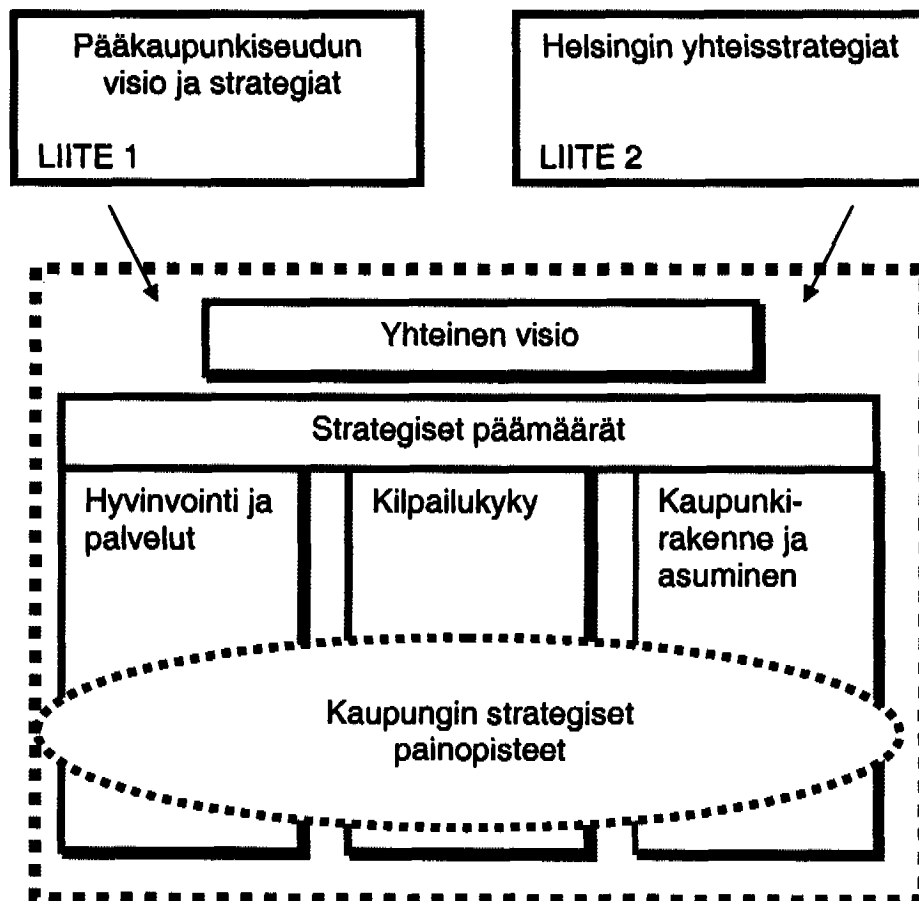 Pääkaupunkiseudun
visio ja strategiat
LIITE 1
Helsingin yhteisstrategiat
LIITE 2
Yhteinen visio
Strategiset päämäärät
Hyvinvointi ja
palvelut
Kilpailukyky
Kaupunki-
rakenne ja
asuminen
Kaupungin strategiset
painopisteet